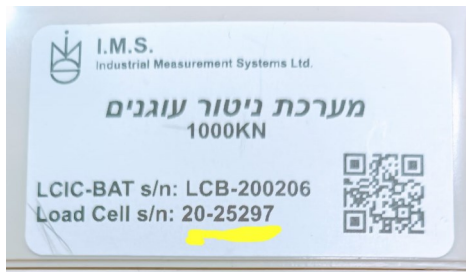 I.M.S.
Industrial Measurement Systems Ltd.
מערכת ניטור עוגנים
1000KN
LCIC-BAT s/n: LCB-200206
Load Cell s/n: 20-25297